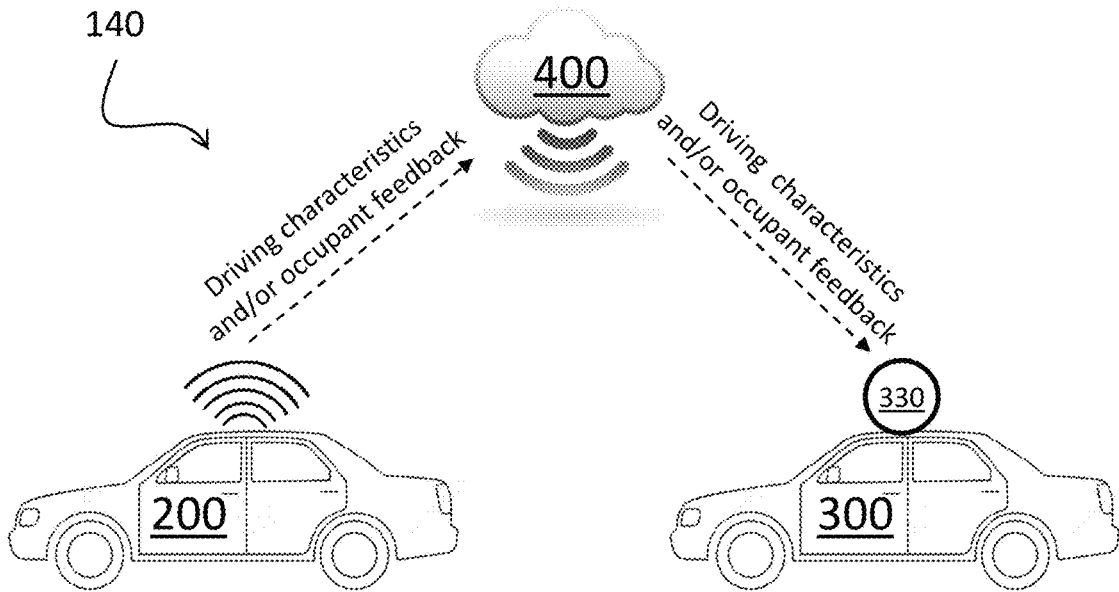 140
400
Driving characteristics
and/or occupant feedback
Driving characteristics
and/or occupant feedback
330
200
300